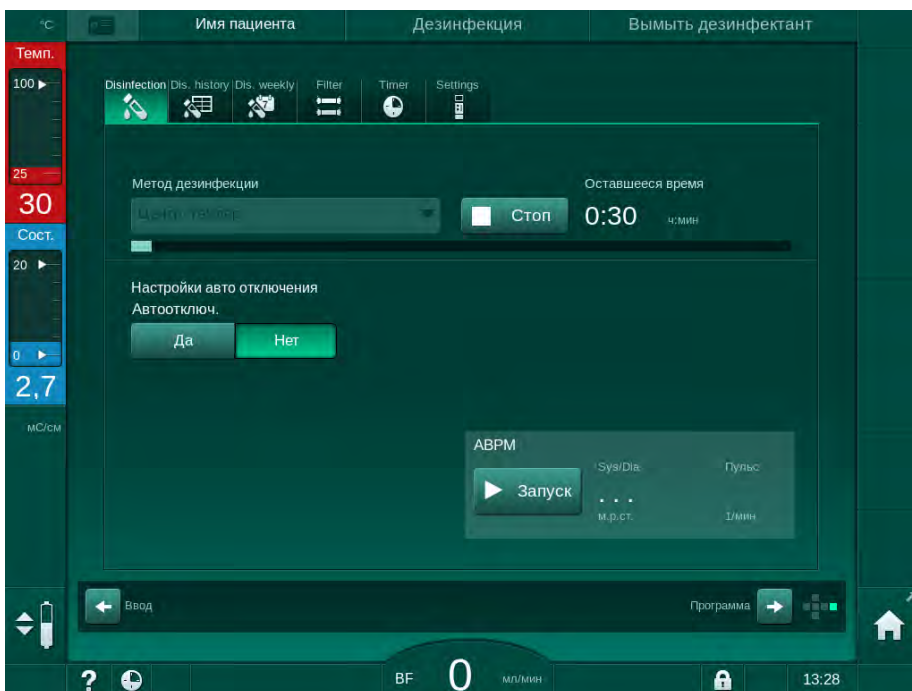 °C Имя пациента Дезинфекция Вымыть дезинфектант
Темп.
100
25
30
Сост.
20
0
2,7
мС/см
Disinfection Dis. history Dis. weekly Filter Timer Settings
7
Метод дезинфекции Оставшееся время
Стоп 0:30 ч:мин
Настройки авто отключения
Автоотключ.
Да Нет
ABPM
Sys/Dia Пульс
Запуск . . .
м.р.ст. 1/мин
Ввод Программа
? BF 0 мл/мин 13:28